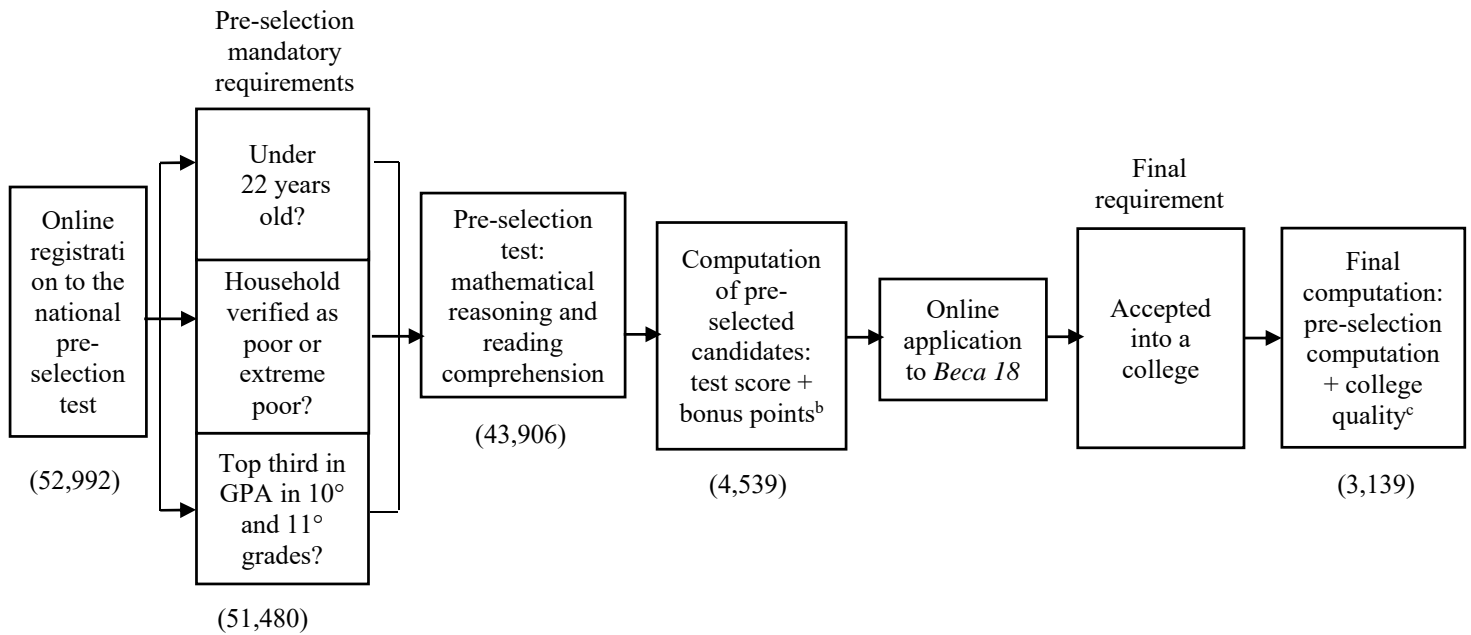 Pre-selection
mandatory
requirements
Online
registrati
on to the
national
pre-
selection
test
(52,992)
Under
22 years
old?
Household
verified as
poor or
extreme
poor?
Top third in
GPA in 10°
and 11°
grades?
(51,480)
Pre-selection
test:
mathematical
reasoning and
reading
comprehension
(43,906)
Computation
of pre-
selected
candidates:
test score +
bonus pointsᵇ
(4,539)
Online
application
to Beca 18
Final
requirement
Accepted
into a
college
Final
computation:
pre-selection
computation
+ college
qualityᶜ
(3,139)